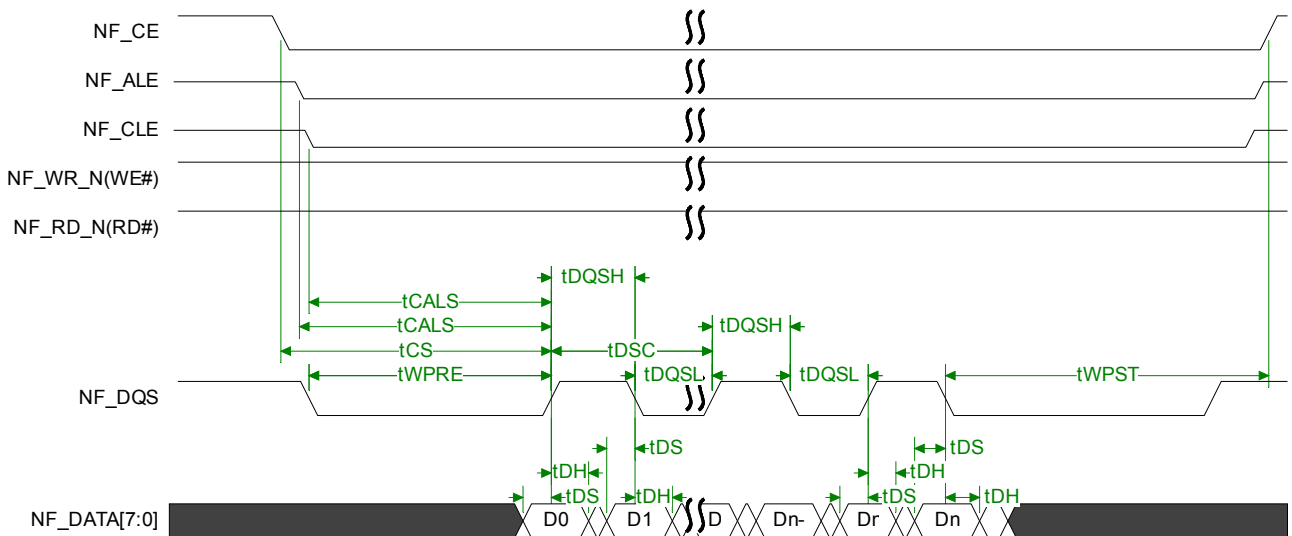 NF_CE
NF_ALE
NF_CLE
NF_WR_N(WE#)
NF_RD_N(RD#)
tDQSH
tCALS
tCALS
tDQSH
tCS
tDSC
tWPRE
tDQSL
tDQSL
tWPST
NF_DQS
tDS
tDS
tDH
tDH
tDS
tDH
tDS
tDH
NF_DATA[7:0]
D0
D1
D
Dn-
Dr
Dn